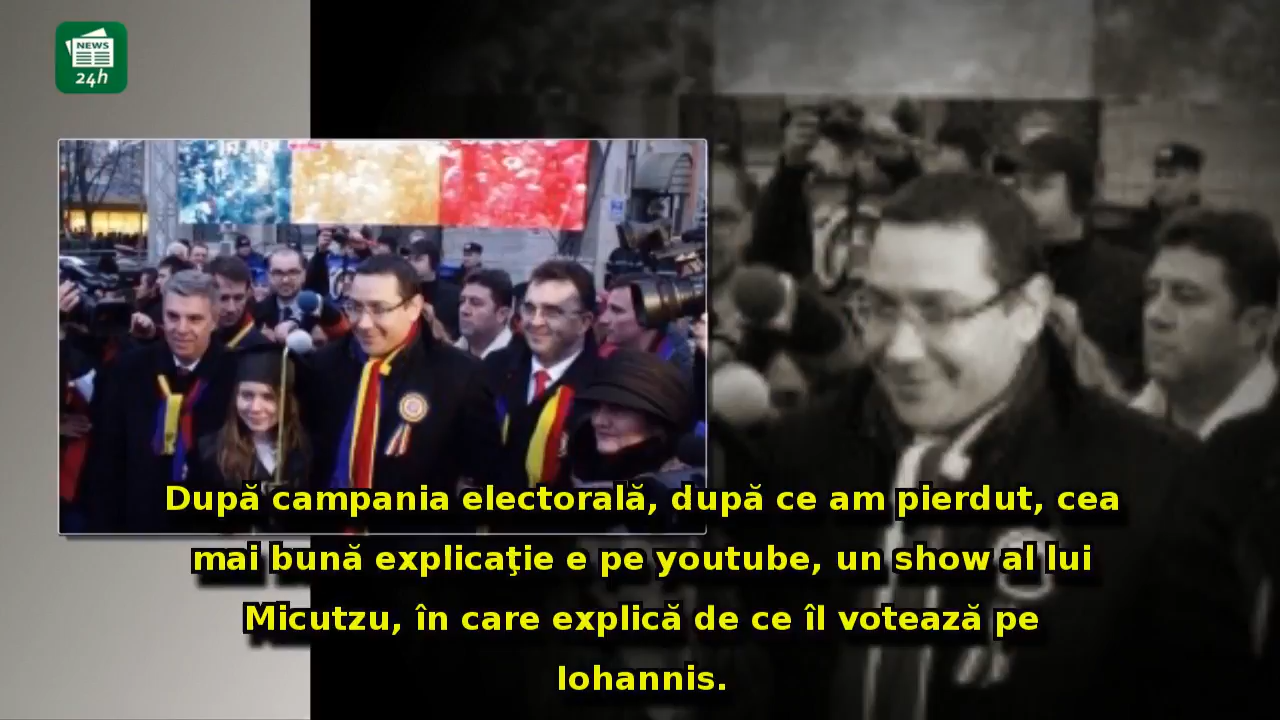 NEWS
24h
După campania electorală, după ce am pierdut, cea
mai bună explicaţie e pe youtube, un show al lui
Micutzu, în care explică de ce îl votează pe
Iohannis.